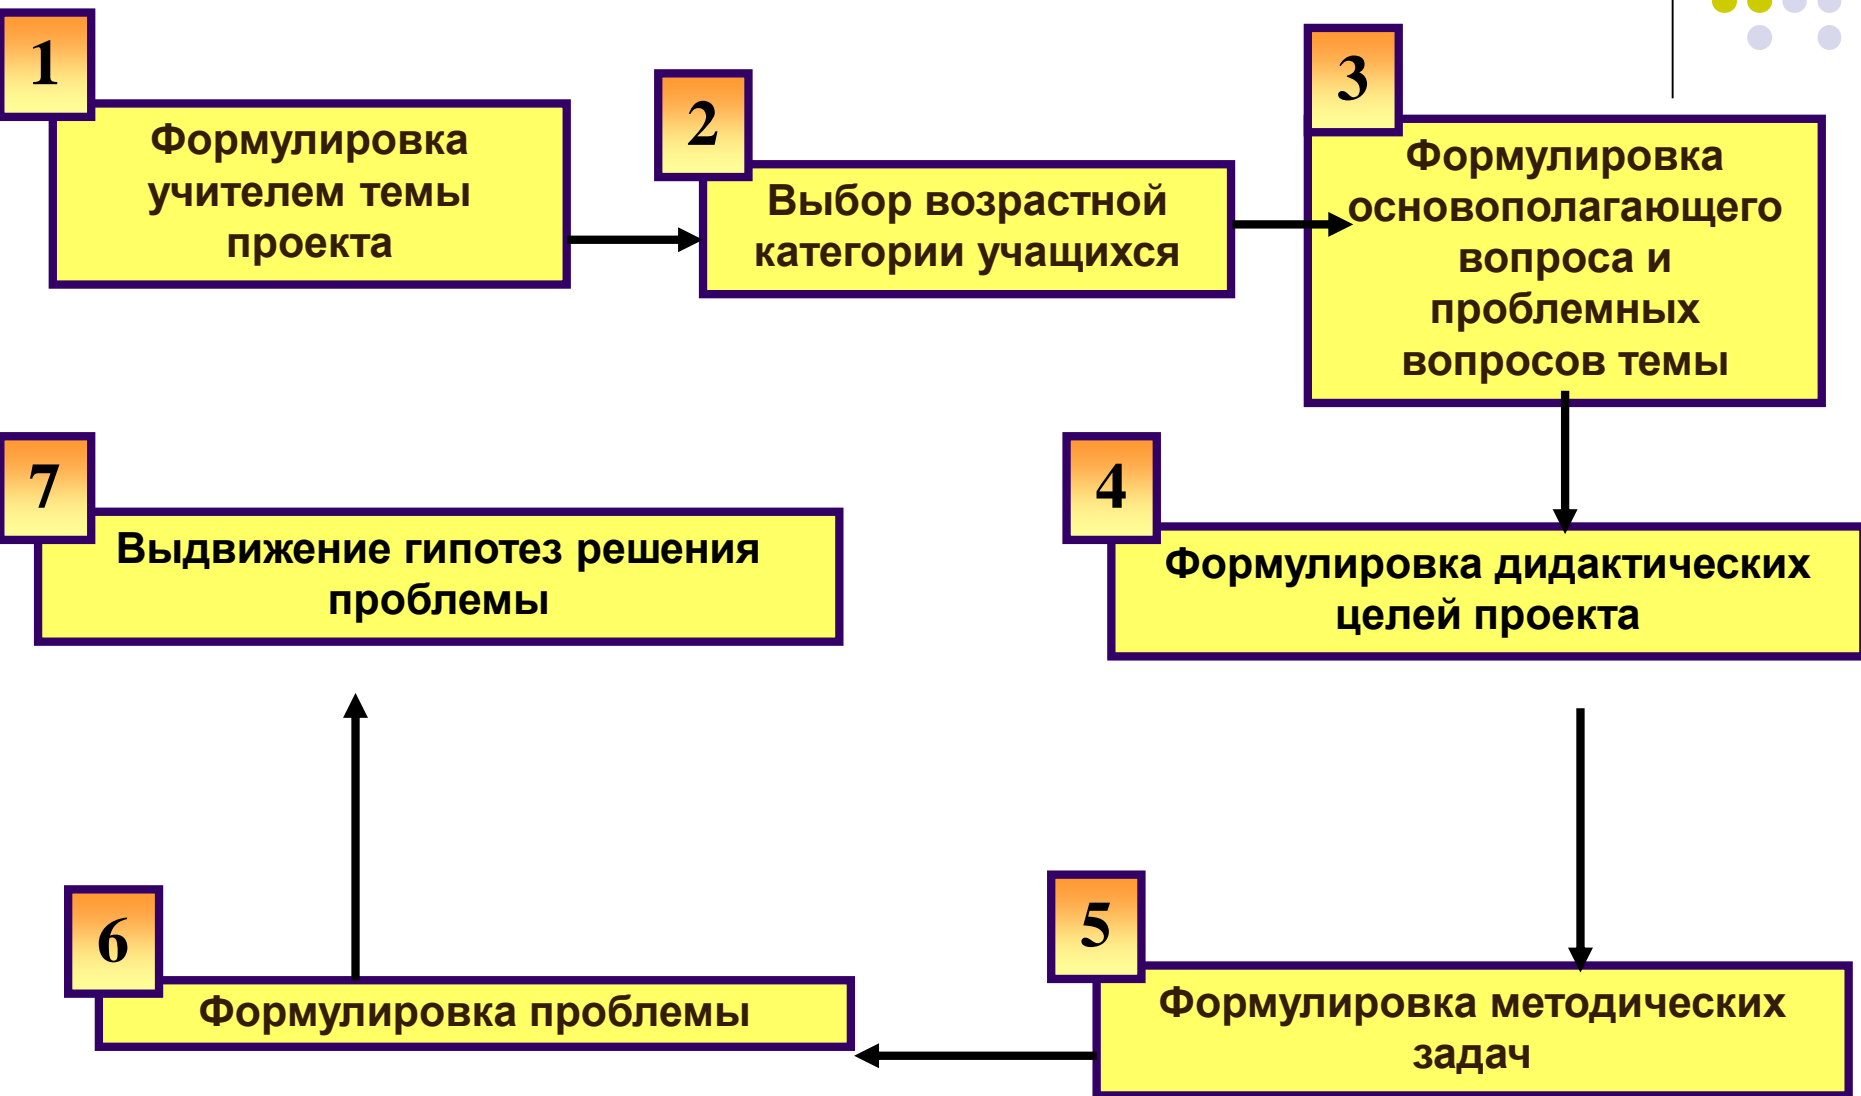 1
Формулировка
учителем темы
проекта
2
Выбор возрастной
категории учащихся
3
Формулировка
основополагающего
вопроса и
проблемных
вопросов темы
4
Формулировка дидактических
целей проекта
5
Формулировка методических
задач
6
Формулировка проблемы
7
Выдвижение гипотез решения
проблемы